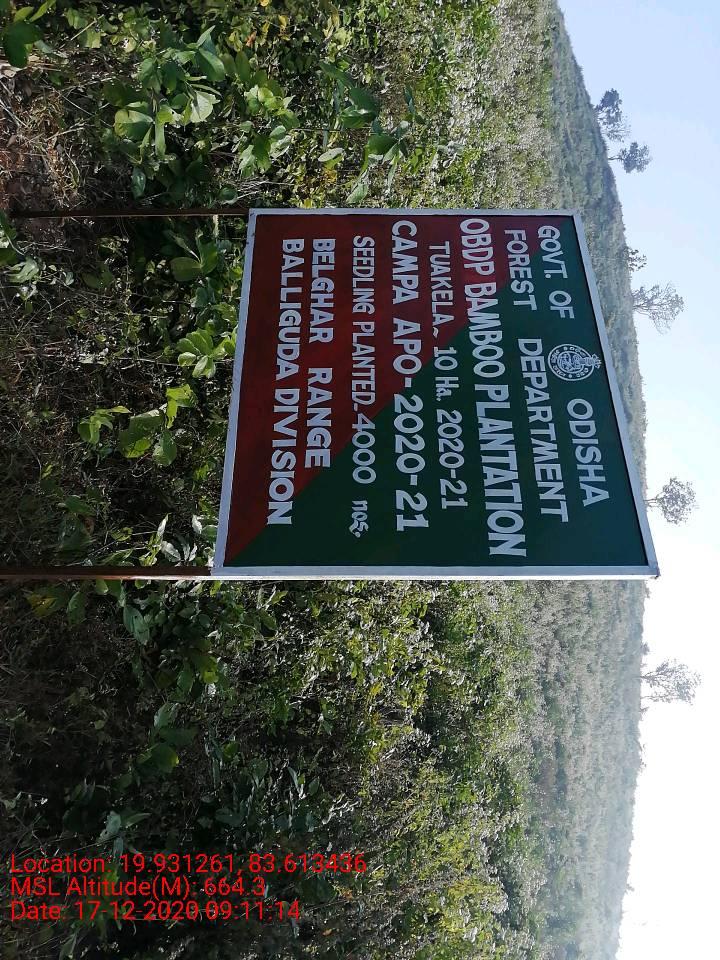 GOVT. OF ODISHA
FOREST DEPARTMENT
OBDP BAMBOO PLANTATION
TUAKELA. 10 Ha. 2020-21
CAMPA APO-2020-21
SEEDLING PLANTED-4000 nos.
BELGHAR RANGE
BALLIGUDA DIVISION
Location: 19.931261, 83.613436
MSL Altitude(M): 664.3
Date: 17-12-2020 09:11:14